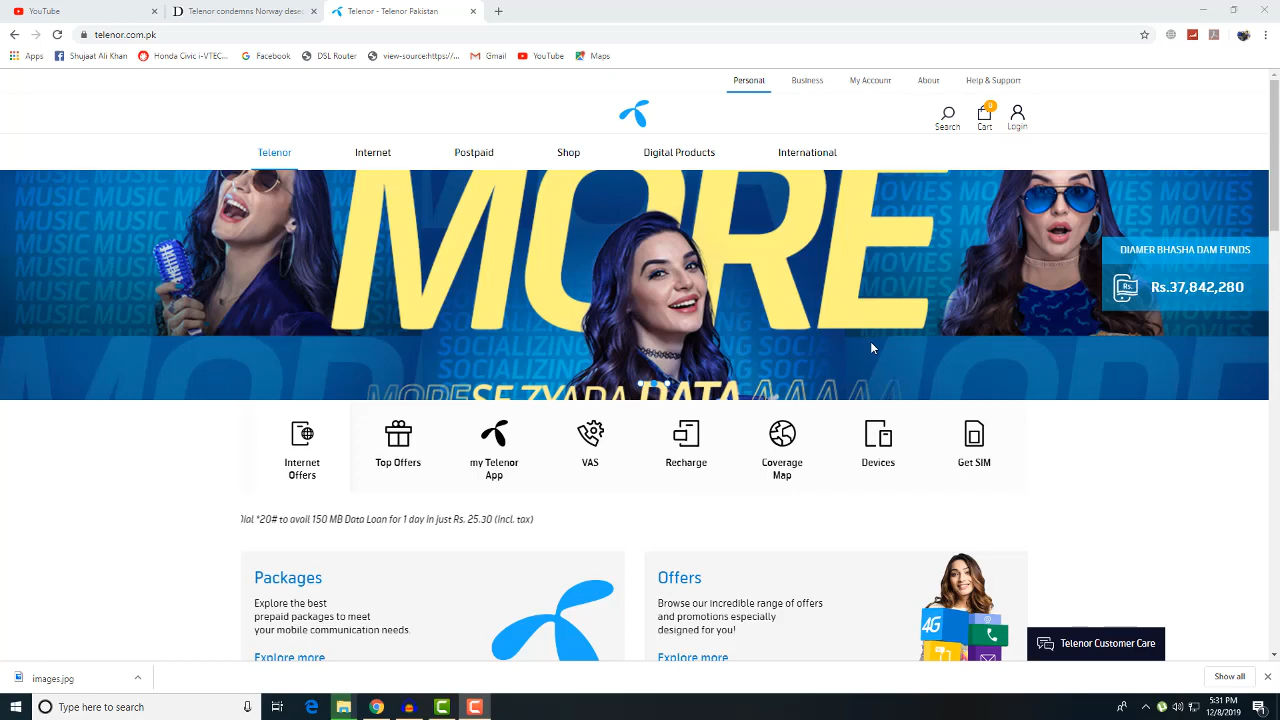 YouTube
Telenor condemns Norway dese
Telenor - Telenor Pakistan
telenor.com.pk
Apps
Shujaat Ali Khan
Honda Civic i-VTEC...
Facebook
DSL Router
view-source:https://...
Gmail
YouTube
Maps
Personal
Business
My Account
About
Help & Support
0
Search
Cart
Login
Telenor
Internet
Postpaid
Shop
Digital Products
International
MUSIC MUSIC MUSIC
MORE
MOVIES MOVIES
DIAMER BHASHA DAM FUNDS
Rs.
Rs.37,842,280
SOCIALIZING
MORE SE ZYADA DATA AAAAA
Internet
Offers
Top Offers
my Telenor
App
VAS
Recharge
Coverage
Map
Devices
Get SIM
Dial *20# to avail 150 MB Data Loan for 1 day in just Rs. 25.30 (incl. tax)
Packages
Explore the best
prepaid packages to meet
your mobile communication needs.
Explore more
Offers
Browse our incredible range of offers
and promotions especially
designed for you!
Explore more
4G
Telenor Customer Care
images.jpg
Show all
Type here to search
5:31 PM
12/8/2019